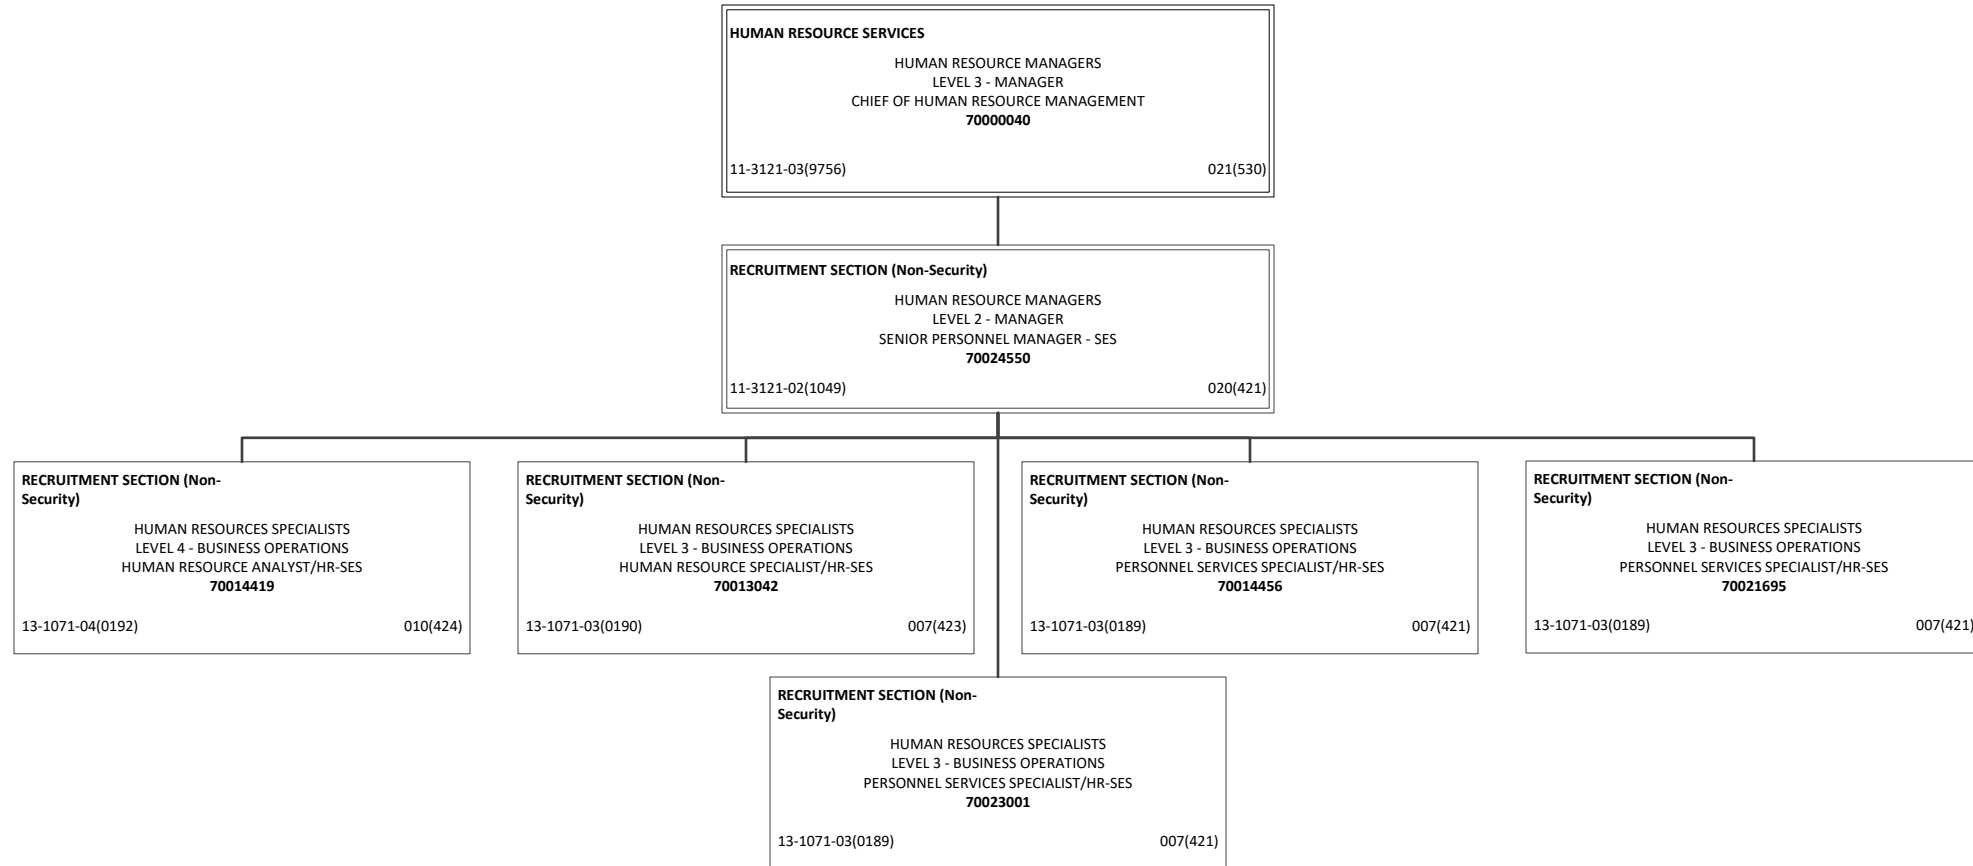 HUMAN RESOURCE SERVICES
HUMAN RESOURCE MANAGERS
LEVEL 3 - MANAGER
CHIEF OF HUMAN RESOURCE MANAGEMENT
70000040
11-3121-03(9756) 021(530)
RECRUITMENT SECTION (Non-Security)
HUMAN RESOURCE MANAGERS
LEVEL 2 - MANAGER
SENIOR PERSONNEL MANAGER - SES
70024550
11-3121-02(1049) 020(421)
RECRUITMENT SECTION (Non-
Security)
HUMAN RESOURCES SPECIALISTS
LEVEL 4 - BUSINESS OPERATIONS
HUMAN RESOURCE ANALYST/HR-SES
70014419
13-1071-04(0192) 010(424)
RECRUITMENT SECTION (Non-
Security)
HUMAN RESOURCES SPECIALISTS
LEVEL 3 - BUSINESS OPERATIONS
HUMAN RESOURCE SPECIALIST/HR-SES
70013042
13-1071-03(0190) 007(423)
RECRUITMENT SECTION (Non-
Security)
HUMAN RESOURCES SPECIALISTS
LEVEL 3 - BUSINESS OPERATIONS
PERSONNEL SERVICES SPECIALIST/HR-SES
70014456
13-1071-03(0189) 007(421)
RECRUITMENT SECTION (Non-
Security)
HUMAN RESOURCES SPECIALISTS
LEVEL 3 - BUSINESS OPERATIONS
PERSONNEL SERVICES SPECIALIST/HR-SES
70021695
13-1071-03(0189) 007(421)
RECRUITMENT SECTION (Non-
Security)
HUMAN RESOURCES SPECIALISTS
LEVEL 3 - BUSINESS OPERATIONS
PERSONNEL SERVICES SPECIALIST/HR-SES
70023001
13-1071-03(0189) 007(421)